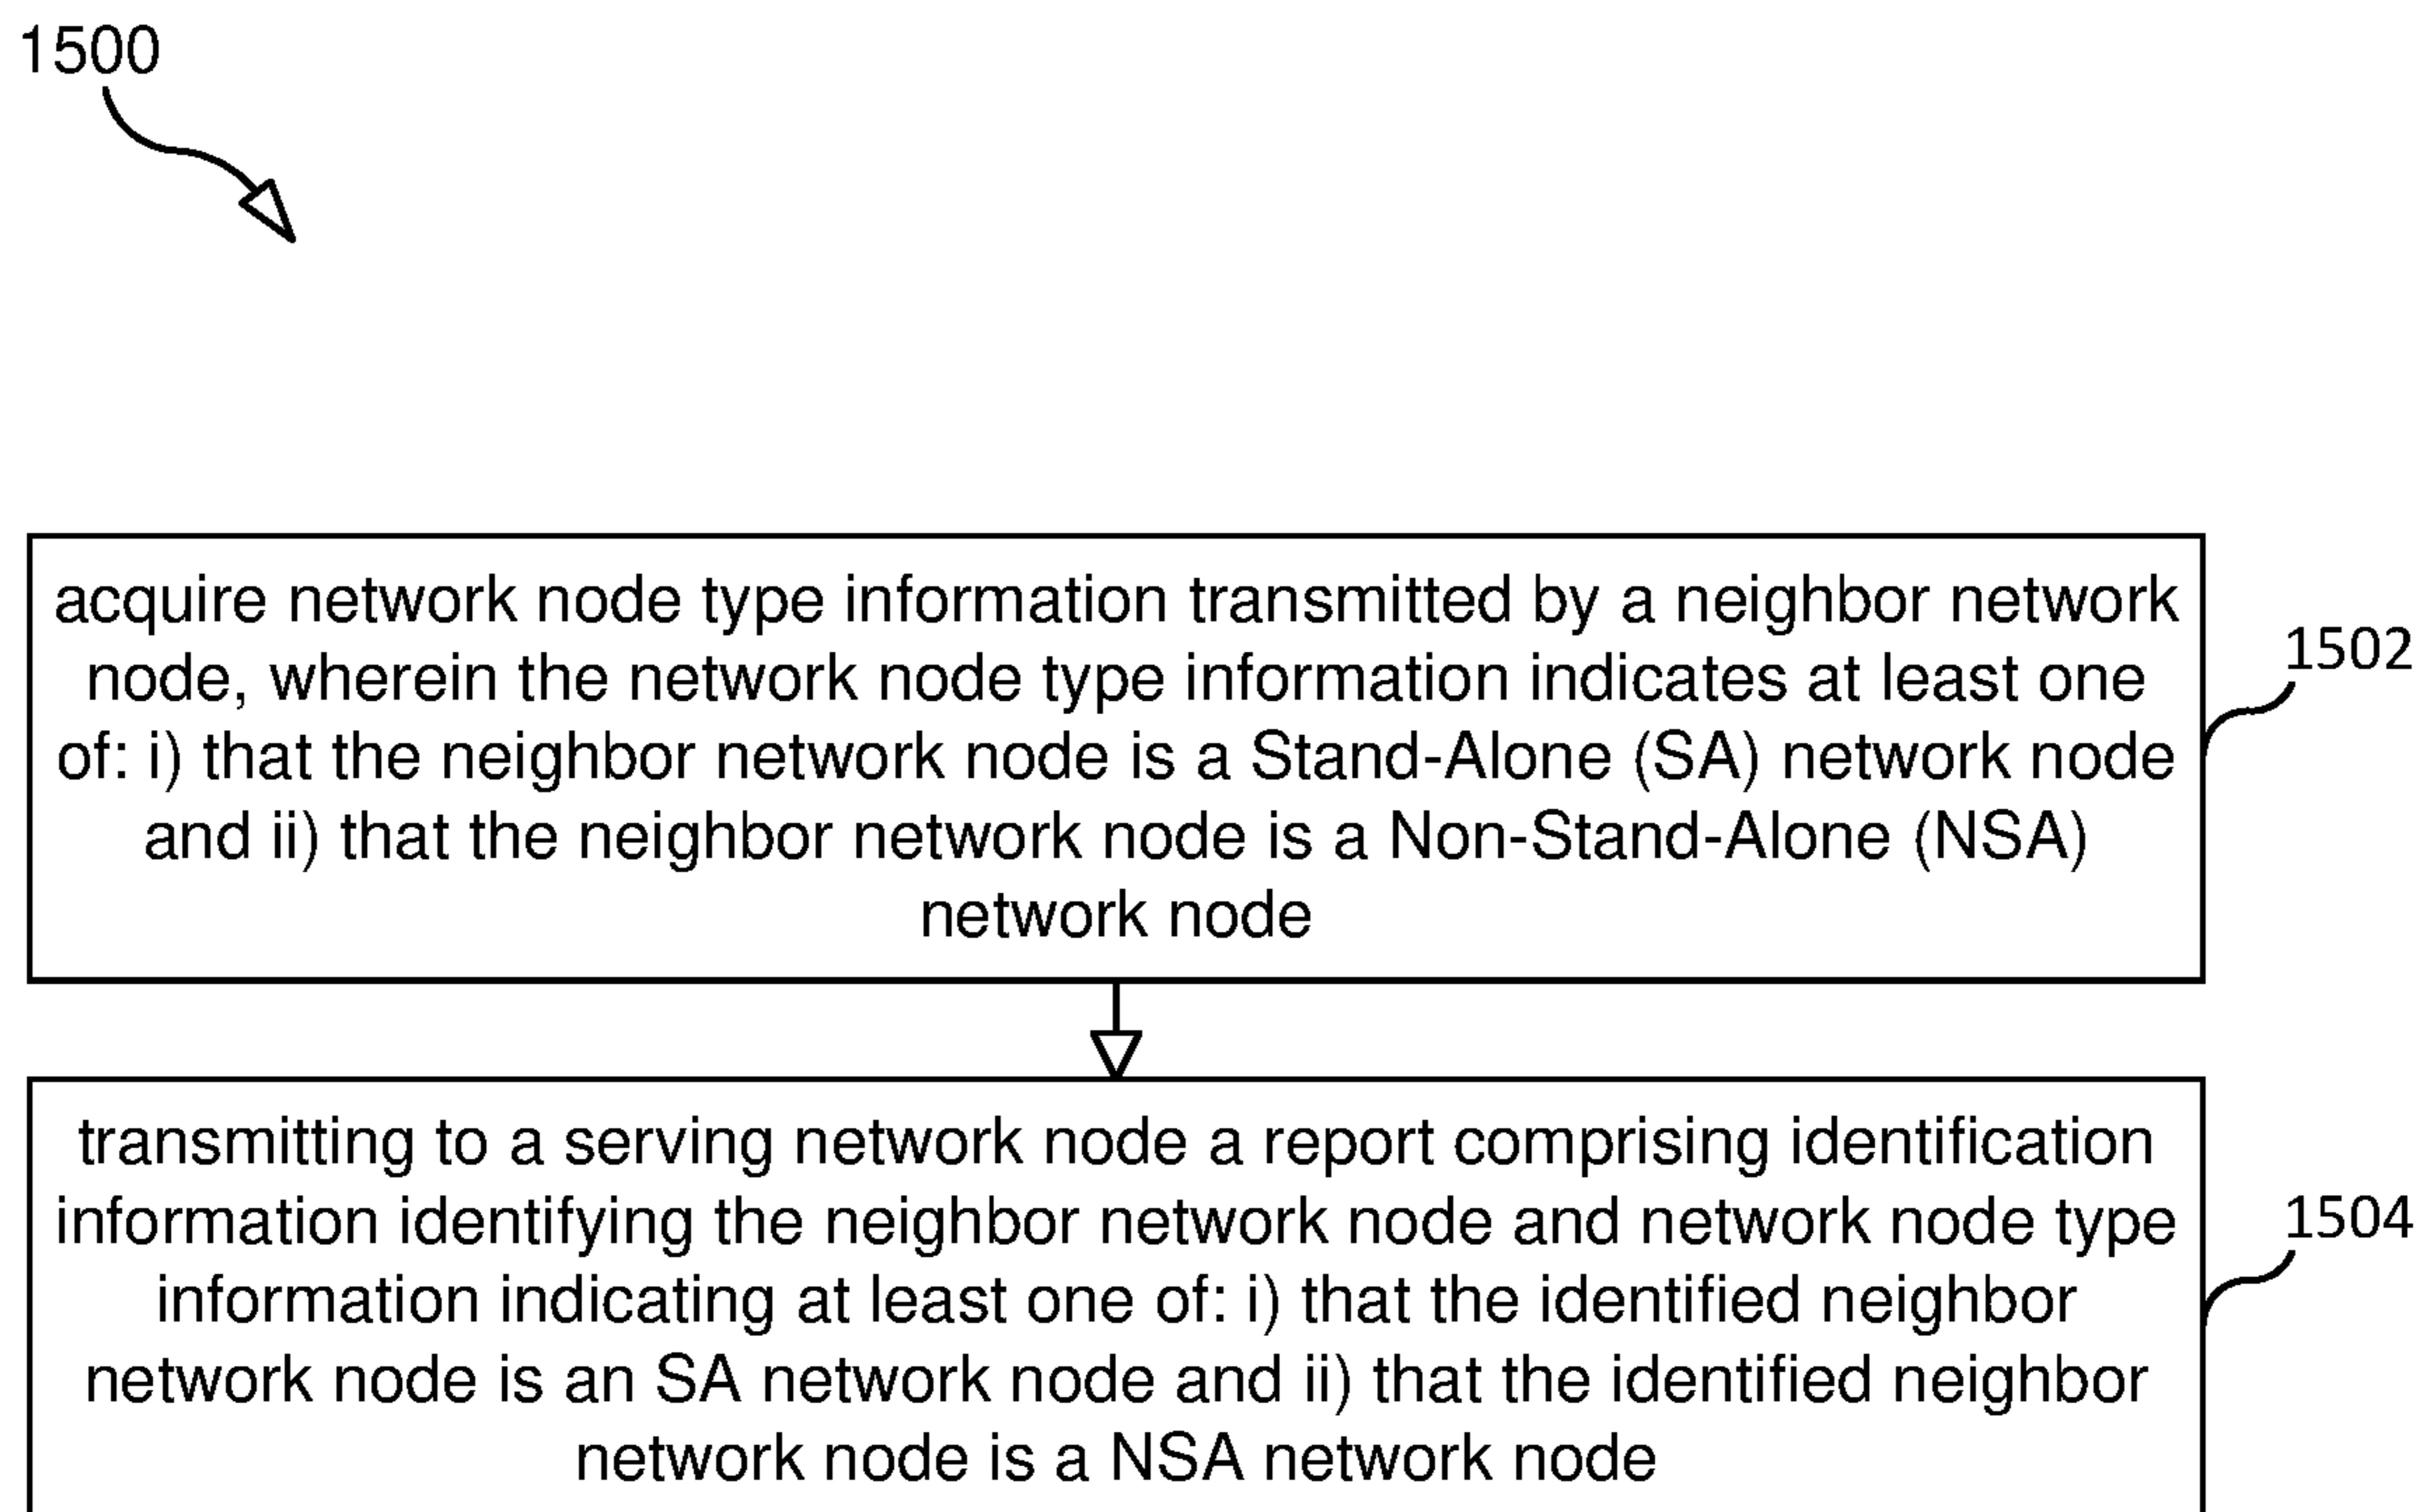 1500
acquire network node type information transmitted by a neighbor network
node, wherein the network node type information indicates at least one
of: i) that the neighbor network node is a Stand-Alone (SA) network node
and ii) that the neighbor network node is a Non-Stand-Alone (NSA)
network node
1502
transmitting to a serving network node a report comprising identification
information identifying the neighbor network node and network node type
information indicating at least one of: i) that the identified neighbor
network node is an SA network node and ii) that the identified neighbor
network node is a NSA network node
1504